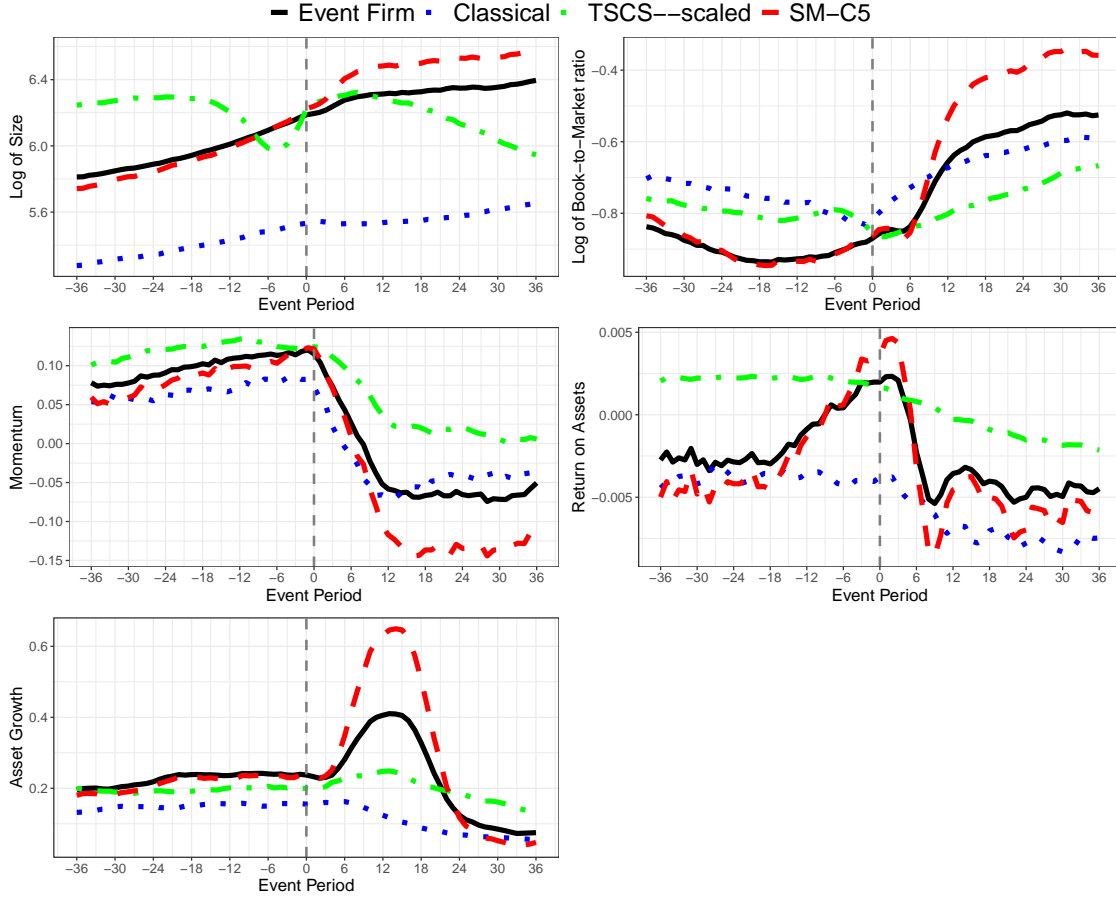 Event Firm Classical TSCS−−scaled SM−C5
Log of Size
6.4
6.0
5.6
−36 −30 −24 −18 −12 −6 0 6 12 18 24 30 36
Event Period
Log of Book−to−Market ratio
−0.4
−0.6
−0.8
−36 −30 −24 −18 −12 −6 0 6 12 18 24 30 36
Event Period
Momentum
0.10
0.05
0.00
−0.05
−0.10
−0.15
−36 −30 −24 −18 −12 −6 0 6 12 18 24 30 36
Event Period
Return on Assets
0.005
0.000
−0.005
−36 −30 −24 −18 −12 −6 0 6 12 18 24 30 36
Event Period
Asset Growth
0.6
0.4
0.2
−36 −30 −24 −18 −12 −6 0 6 12 18 24 30 36
Event Period